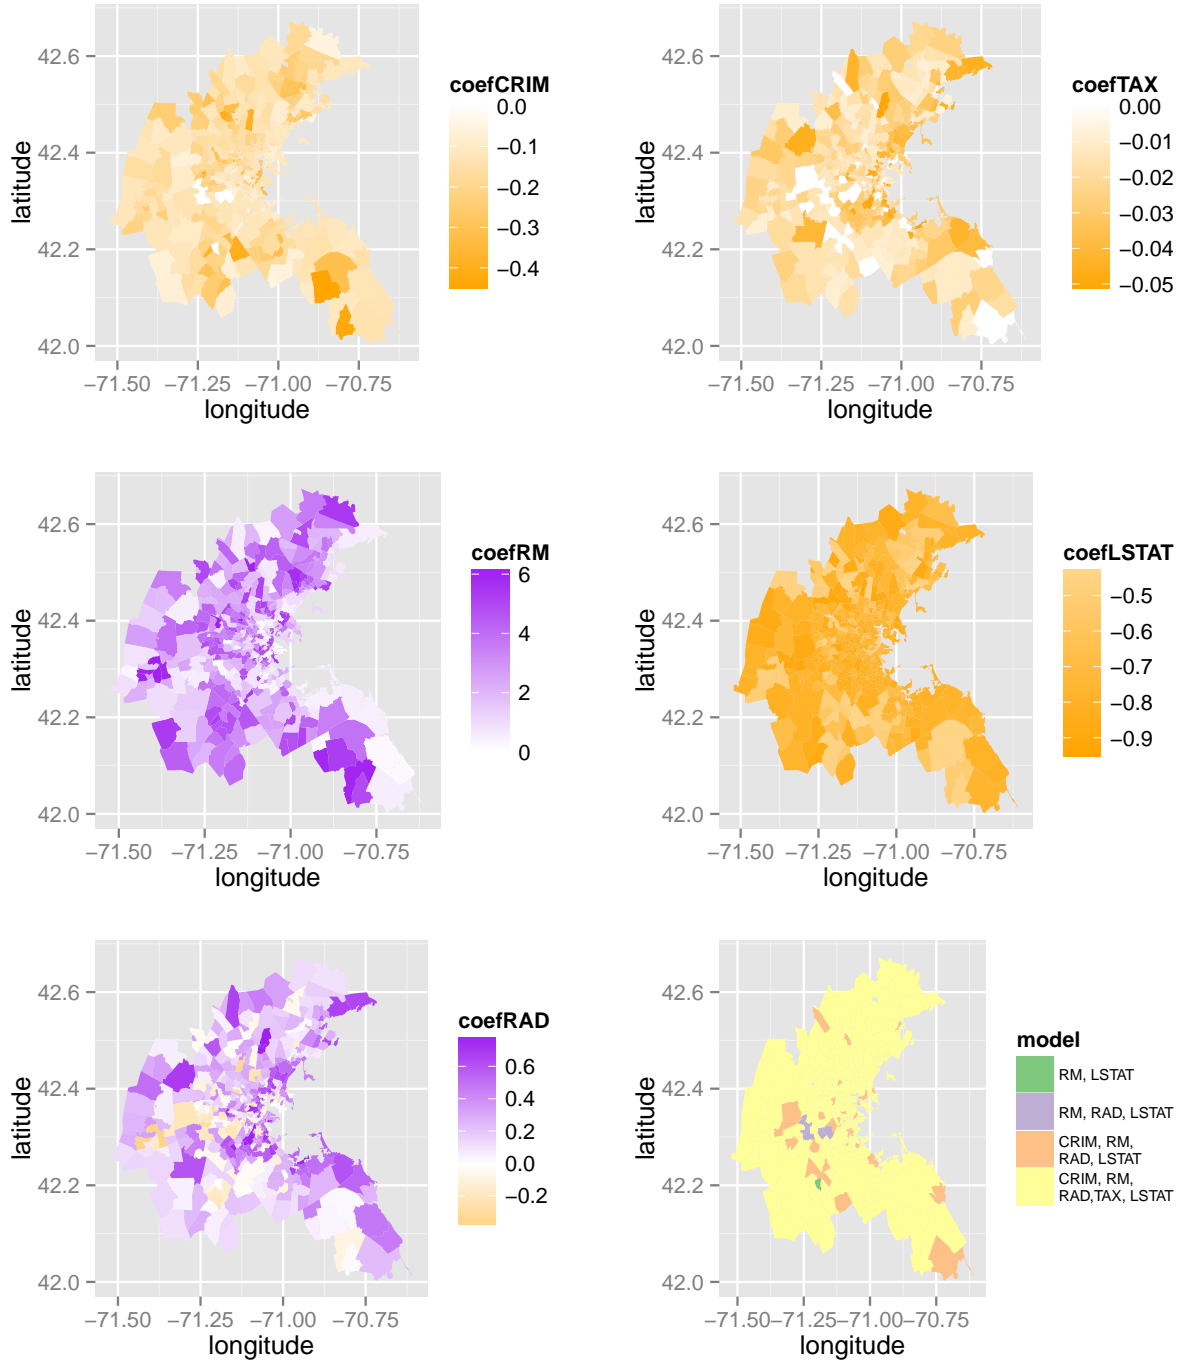 coefCRIM
0.0
−0.1
−0.2
−0.3
−0.4
42.6
42.4
42.2
42.0
latitude
−71.50 −71.25 −71.00 −70.75
longitude
coefTAX
0.00
−0.01
−0.02
−0.03
−0.04
−0.05
42.6
42.4
42.2
42.0
latitude
−71.50 −71.25 −71.00 −70.75
longitude
coefRM
6
4
2
0
42.6
42.4
42.2
42.0
latitude
−71.50 −71.25 −71.00 −70.75
longitude
coefLSTAT
−0.5
−0.6
−0.7
−0.8
−0.9
42.6
42.4
42.2
42.0
latitude
−71.50 −71.25 −71.00 −70.75
longitude
coefRAD
0.6
0.4
0.2
0.0
−0.2
42.6
42.4
42.2
42.0
latitude
−71.50 −71.25 −71.00 −70.75
longitude
model
RM, LSTAT
RM, RAD, LSTAT
CRIM, RM,
RAD, LSTAT
CRIM, RM,
RAD,TAX, LSTAT
42.6
42.4
42.2
42.0
latitude
−71.50−71.25−71.00−70.75
longitude